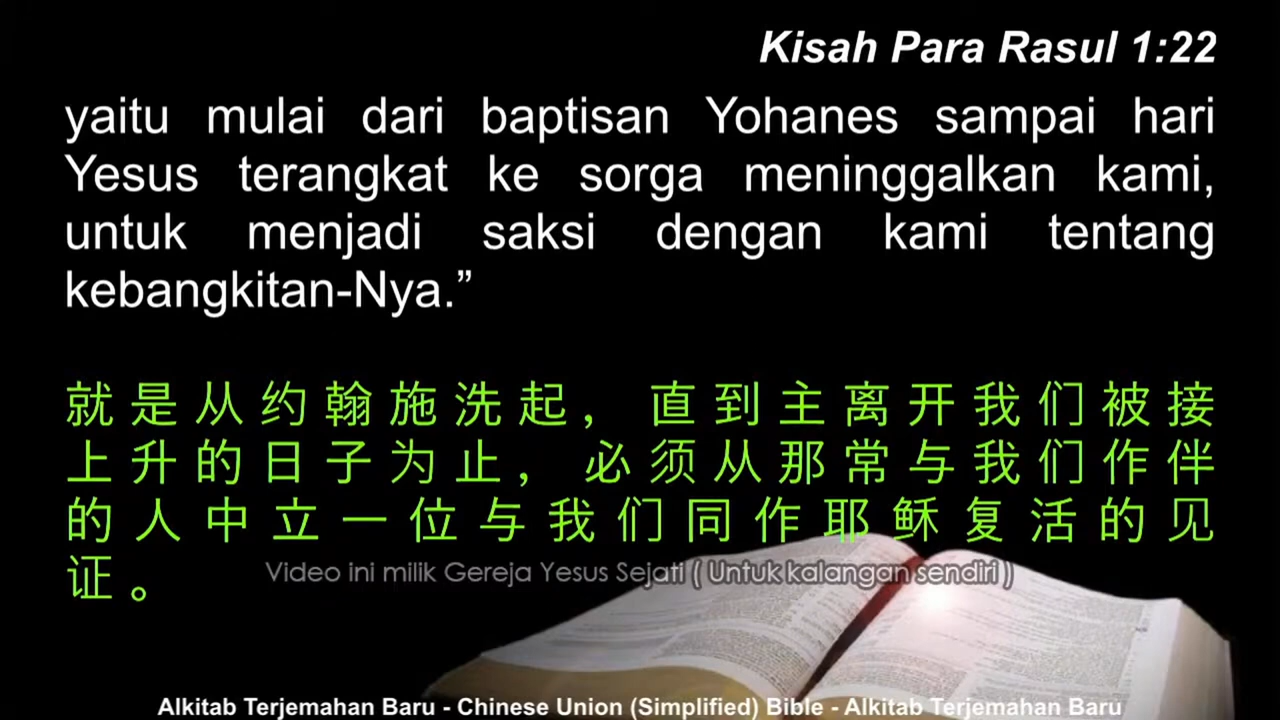 Kisah Para Rasul 1:22
yaitu mulai dari baptisan Yohanes sampai hari
Yesus terangkat ke sorga meninggalkan kami,
untuk menjadi saksi dengan kami tentang
kebangkitan-Nya.”
就是从约翰施洗起，直到主离开我们被接
上升的日子为止，必须从那常与我们作伴
的人中立一位与我们同作耶稣复活的见
证。
Video ini milik Gereja Yesus Sejati ( Untuk kalangan sendiri )
Alkitab Terjemahan Baru - Chinese Union (Simplified) Bible - Alkitab Terjemahan Baru